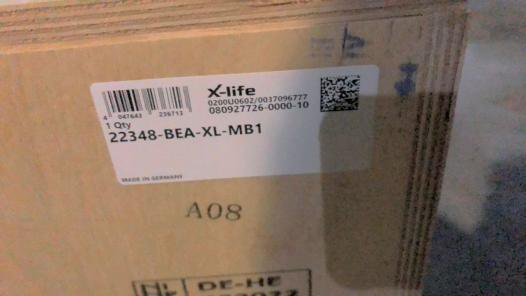 X-life
0200U0602/0037096777
080927726-0000-10
4 047643 236713
1 Qty
22348-BEA-XL-MB1
MADE IN GERMANY
A08
DE-HE